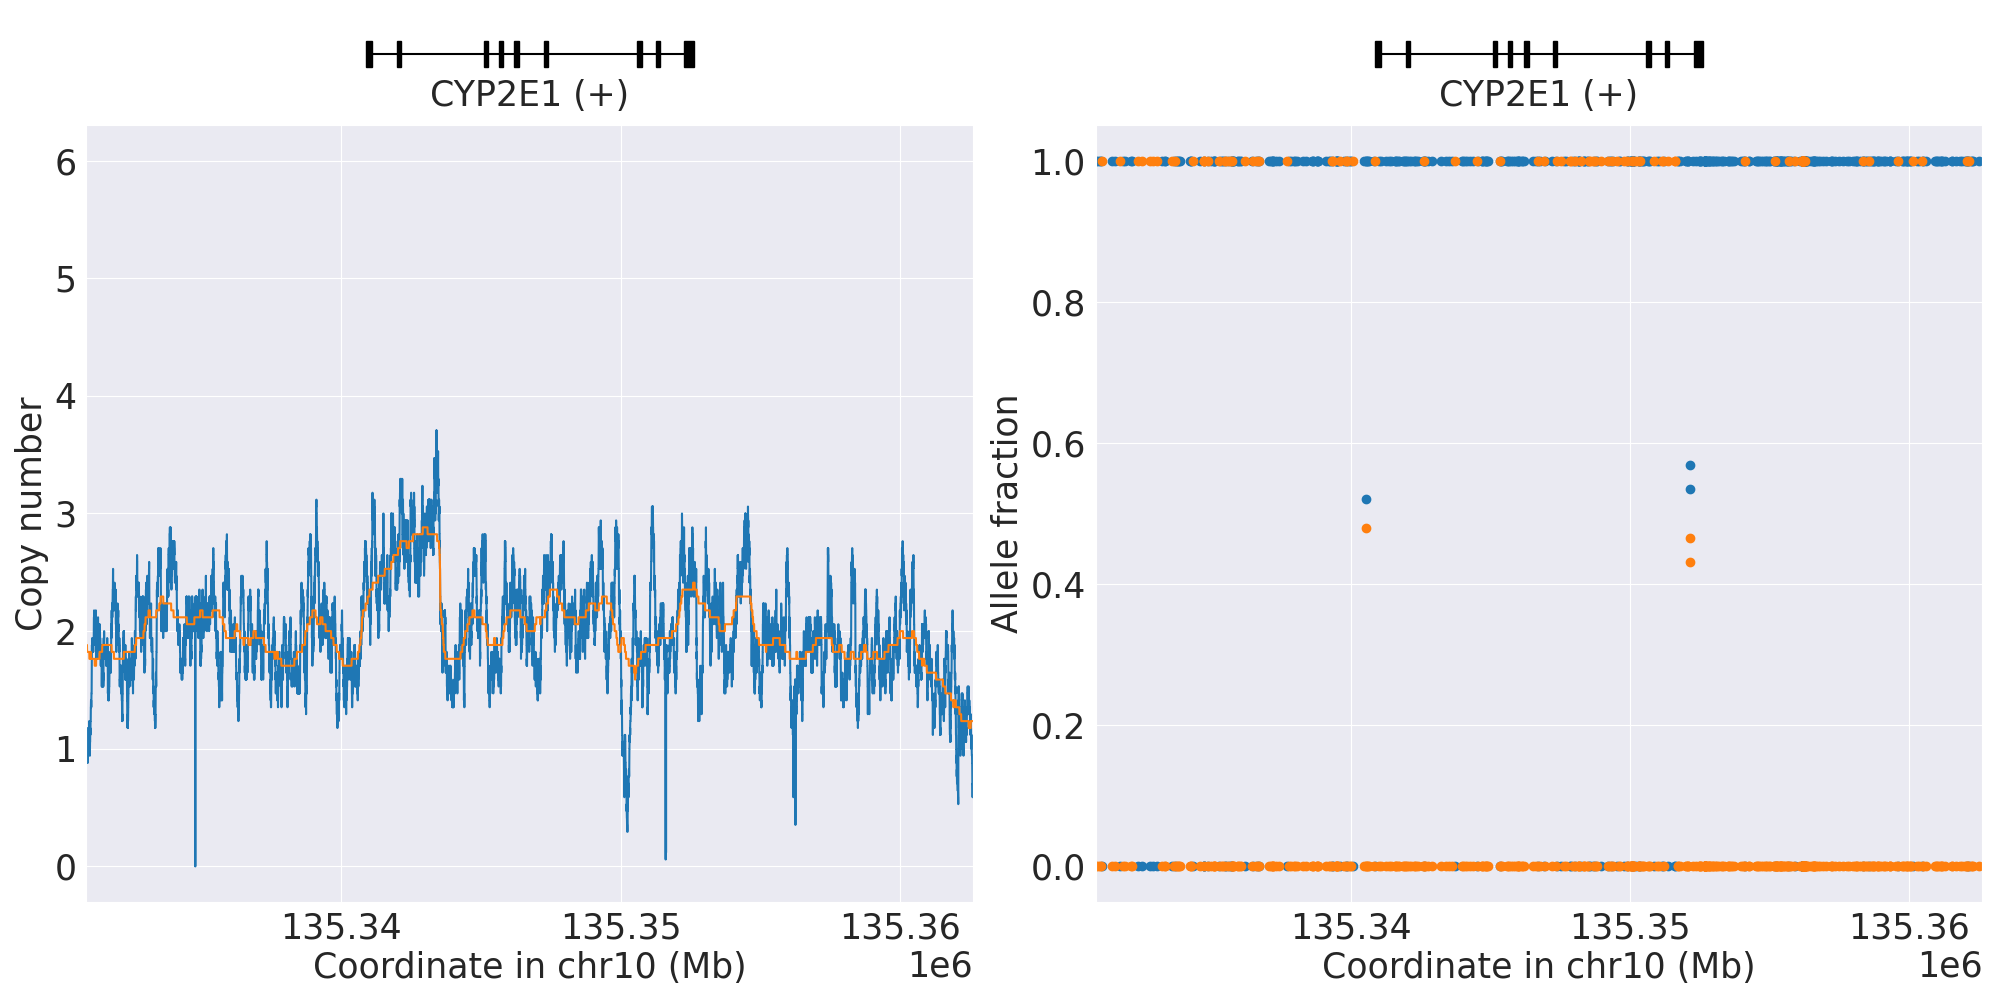 CYP2E1 (+)
6
5
4
3
2
1
0
Copy number
135.34 135.35 135.36
Coordinate in chr10 (Mb)
1e6
CYP2E1 (+)
1.0
0.8
0.6
0.4
0.2
0.0
Allele fraction
135.34 135.35 135.36
Coordinate in chr10 (Mb)
1e6